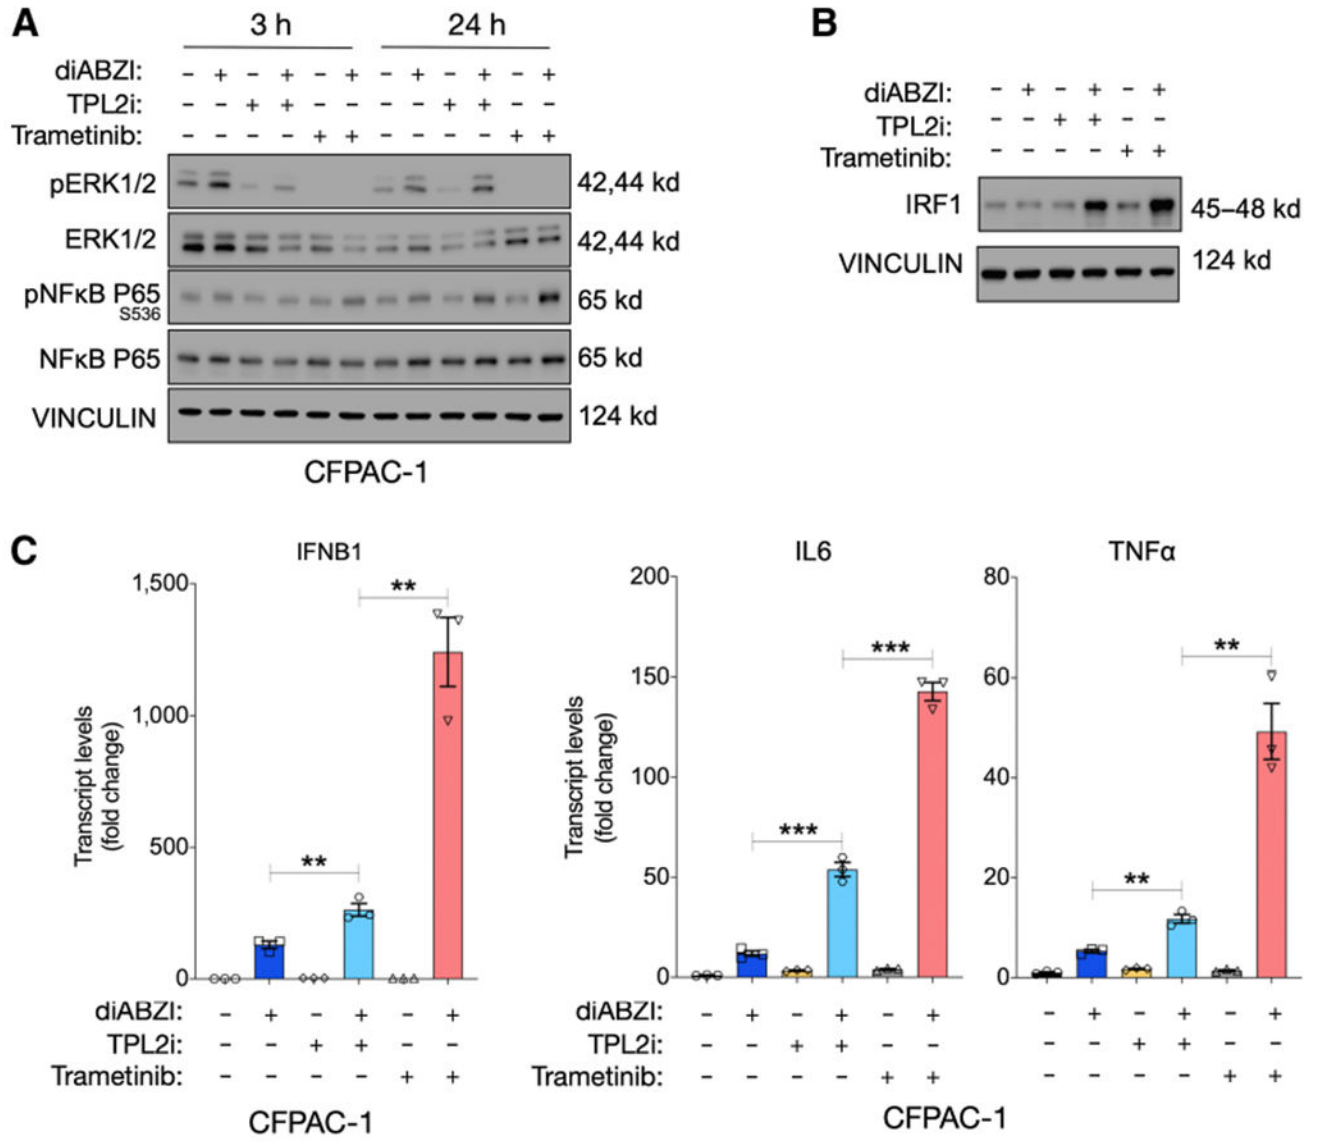 A
3 h 24 h
diABZI: - + - + - + - + - + - +
TPL2i: - - + + - - - - + + - -
Trametinib: - - - - + + - - - - + +
pERK1/2 42,44 kd
ERK1/2 42,44 kd
pNFκB P65 65 kd
S536
NFκB P65 65 kd
VINCULIN 124 kd
CFPAC-1
B
diABZI: - + - + - +
TPL2i: - - + + - -
Trametinib: - - - - + +
IRF1 45–48 kd
VINCULIN 124 kd
C
IFNB1
Transcript levels
(fold change)
1,500
1,000
500
0
**
**
diABZI: - + - + - +
TPL2i: - - + + - -
Trametinib: - - - - + +
CFPAC-1
IL6
Transcript levels
(fold change)
200
150
100
50
0
***
***
TNFα
80
60
40
20
0
**
**
diABZI: - + - + - + - + - + - +
TPL2i: - - + + - - - - + + - -
Trametinib: - - - - + + - - - - + +
CFPAC-1